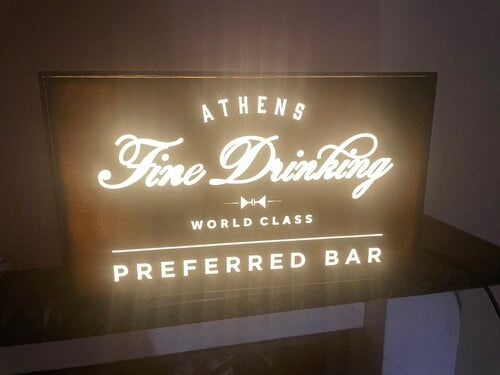 ATHENS
Fine Drinking
WORLD CLASS
PREFERRED BAR